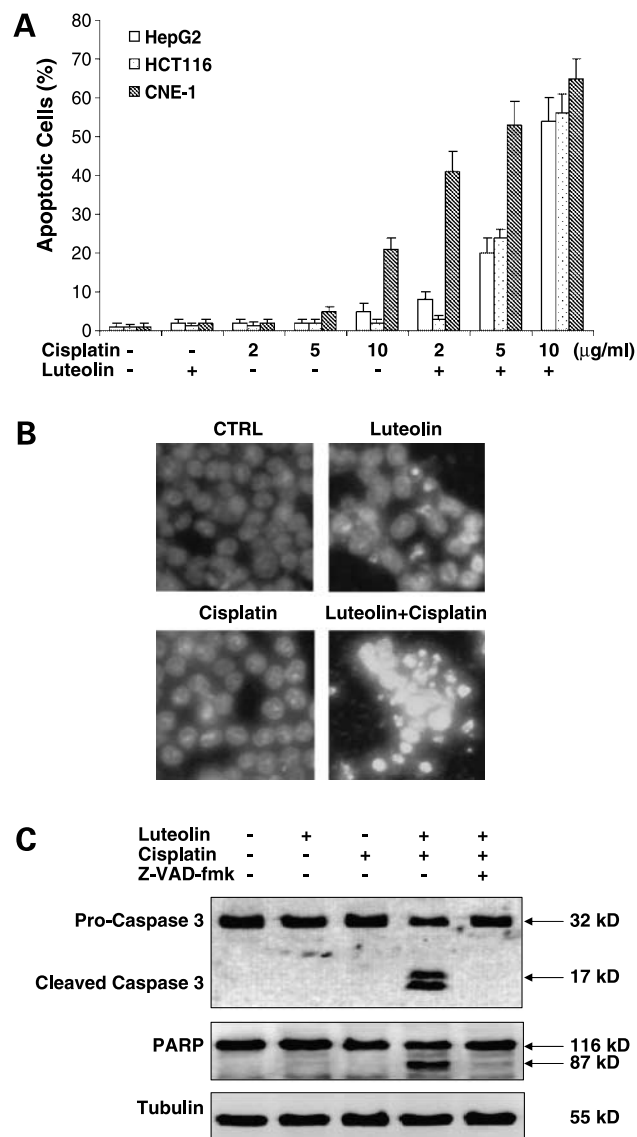 A
80
70
60
50
40
30
20
10
0
Apoptotic Cells (%)
HepG2
HCT116
CNE-1
Cisplatin - - 2 5 10 2 5 10 (μg/ml)
Luteolin - + - - - + + +
B
CTRL Luteolin
Cisplatin Luteolin+Cisplatin
C
Luteolin - + - + +
Cisplatin - - + + +
Z-VAD-fmk - - - - +
Pro-Caspase 3 32 kD
Cleaved Caspase 3 17 kD
PARP 116 kD
87 kD
Tubulin 55 kD